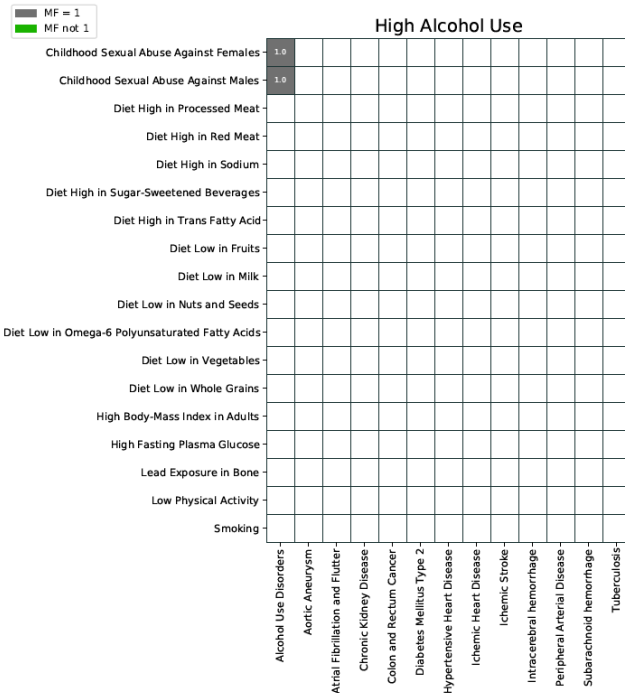 MF = 1
MF not 1
High Alcohol Use
Childhood Sexual Abuse Against Females
1.0
Childhood Sexual Abuse Against Males
1.0
Diet High in Processed Meat
Diet High in Red Meat
Diet High in Sodium
Diet High in Sugar-Sweetened Beverages
Diet High in Trans Fatty Acid
Diet Low in Fruits
Diet Low in Milk
Diet Low in Nuts and Seeds
Diet Low in Omega-6 Polyunsaturated Fatty Acids
Diet Low in Vegetables
Diet Low in Whole Grains
High Body-Mass Index in Adults
High Fasting Plasma Glucose
Lead Exposure in Bone
Low Physical Activity
Smoking
Alcohol Use Disorders
Aortic Aneurysm
Atrial Fibrillation and Flutter
Chronic Kidney Disease
Colon and Rectum Cancer
Diabetes Mellitus Type 2
Hypertensive Heart Disease
Ichemic Heart Disease
Ichemic Stroke
Intracerebral hemorrhage
Peripheral Arterial Disease
Subarachnoid hemorrhage
Tuberculosis